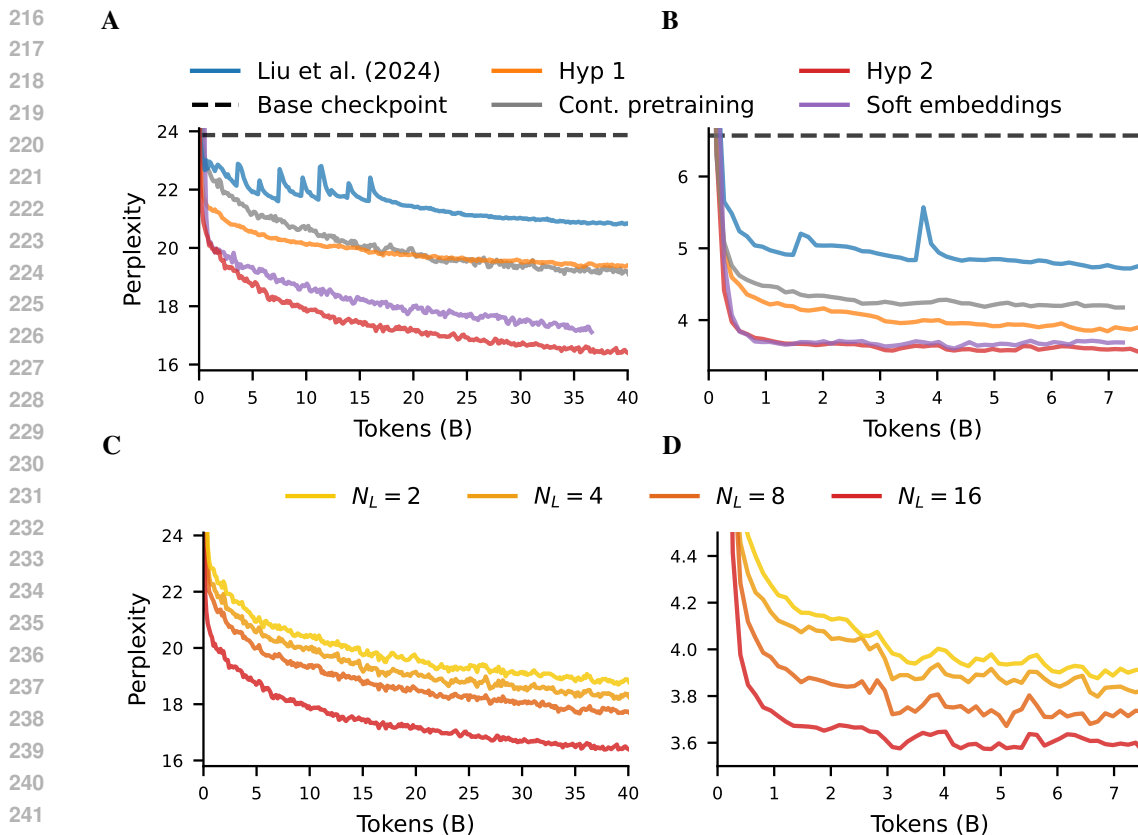 216
217
218
219
220
221
222
223
224
225
226
227
228
229
230
231
232
233
234
235
236
237
238
239
240
241
A
B
Liu et al. (2024)
Hyp 1
Hyp 2
Base checkpoint
Cont. pretraining
Soft embeddings
Perplexity
24
22
20
18
16
0 5 10 15 20 25 30 35 40
Tokens (B)
6
5
4
0 1 2 3 4 5 6 7
Tokens (B)
C
D
N_L = 2
N_L = 4
N_L = 8
N_L = 16
Perplexity
24
22
20
18
16
0 5 10 15 20 25 30 35 40
Tokens (B)
4.4
4.2
4.0
3.8
3.6
0 1 2 3 4 5 6 7
Tokens (B)